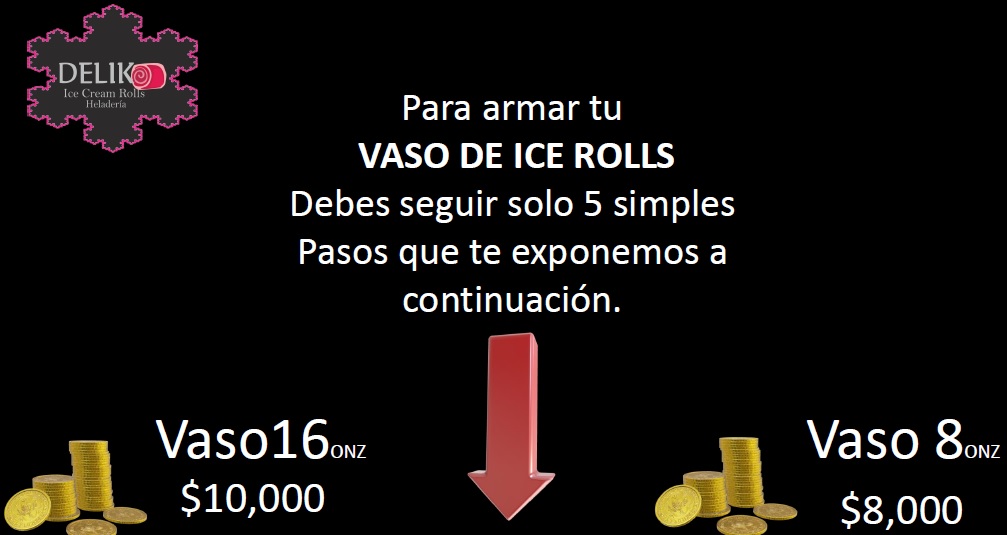 DELIKO
Ice Cream Rolls
Heladería
Para armar tu
VASO DE ICE ROLLS
Debes seguir solo 5 simples
Pasos que te exponemos a
continuación.
Vaso16ONZ
$10,000
Vaso 8ONZ
$8,000